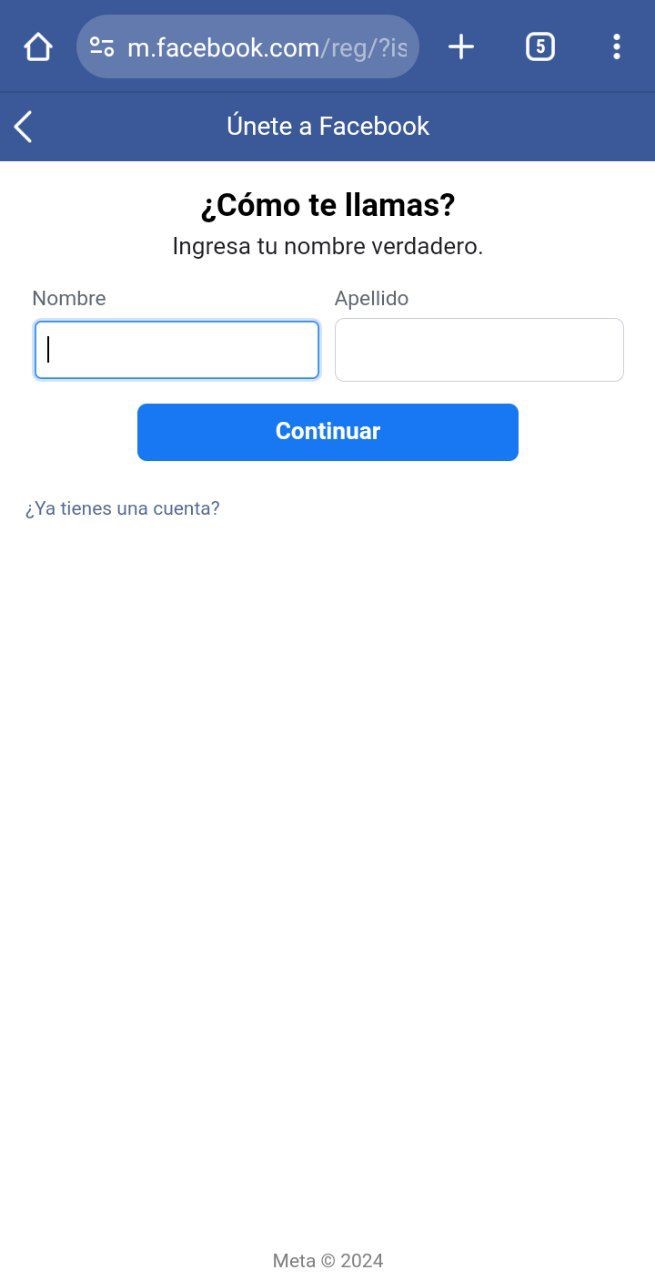 m.facebook.com/reg/?is
5
Únete a Facebook
¿Cómo te llamas?
Ingresa tu nombre verdadero.
Nombre Apellido
Continuar
¿Ya tienes una cuenta?
Meta © 2024